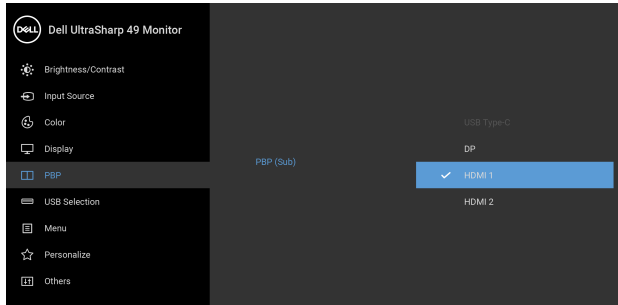 DELL
Dell UltraSharp 49 Monitor
Brightness/Contrast
Input Source
Color
Display
PBP
USB Selection
Menu
Personalize
Others
PBP (Sub)
USB Type-C
DP
HDMI 1
HDMI 2